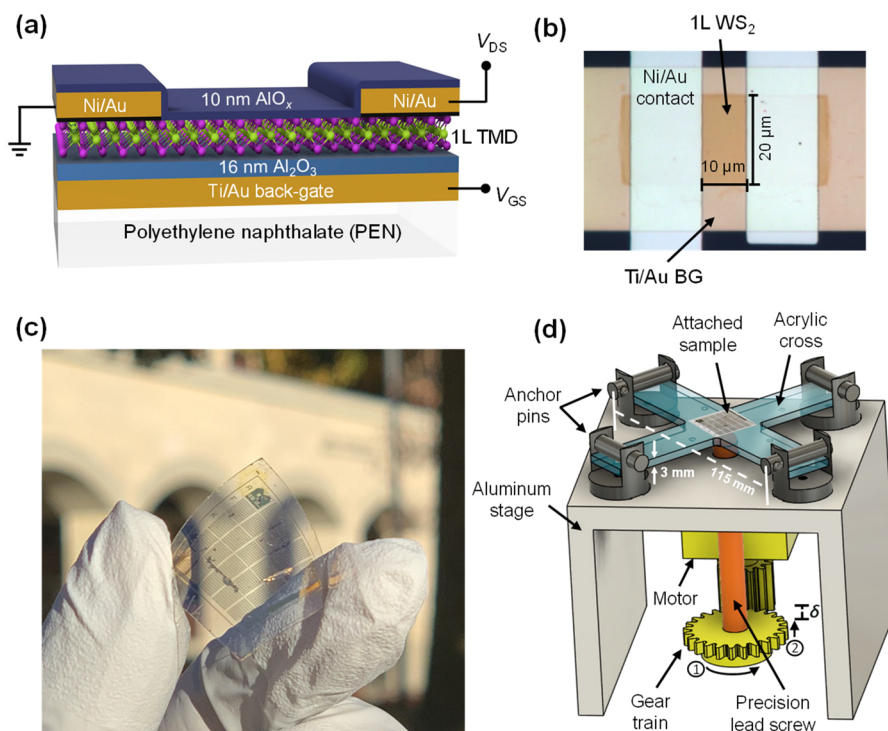 (a)
V_DS
Ni/Au
10 nm AlOₓ
Ni/Au
1L TMD
16 nm Al₂O₃
Ti/Au back-gate
V_GS
Polyethylene naphthalate (PEN)
(b)
1L WS₂
Ni/Au
contact
10 μm
20 μm
Ti/Au BG
(c)
(d)
Attached
sample
Acrylic
cross
Anchor
pins
3 mm
115 mm
Aluminum
stage
Motor
δ
①
②
Gear
train
Precision
lead screw